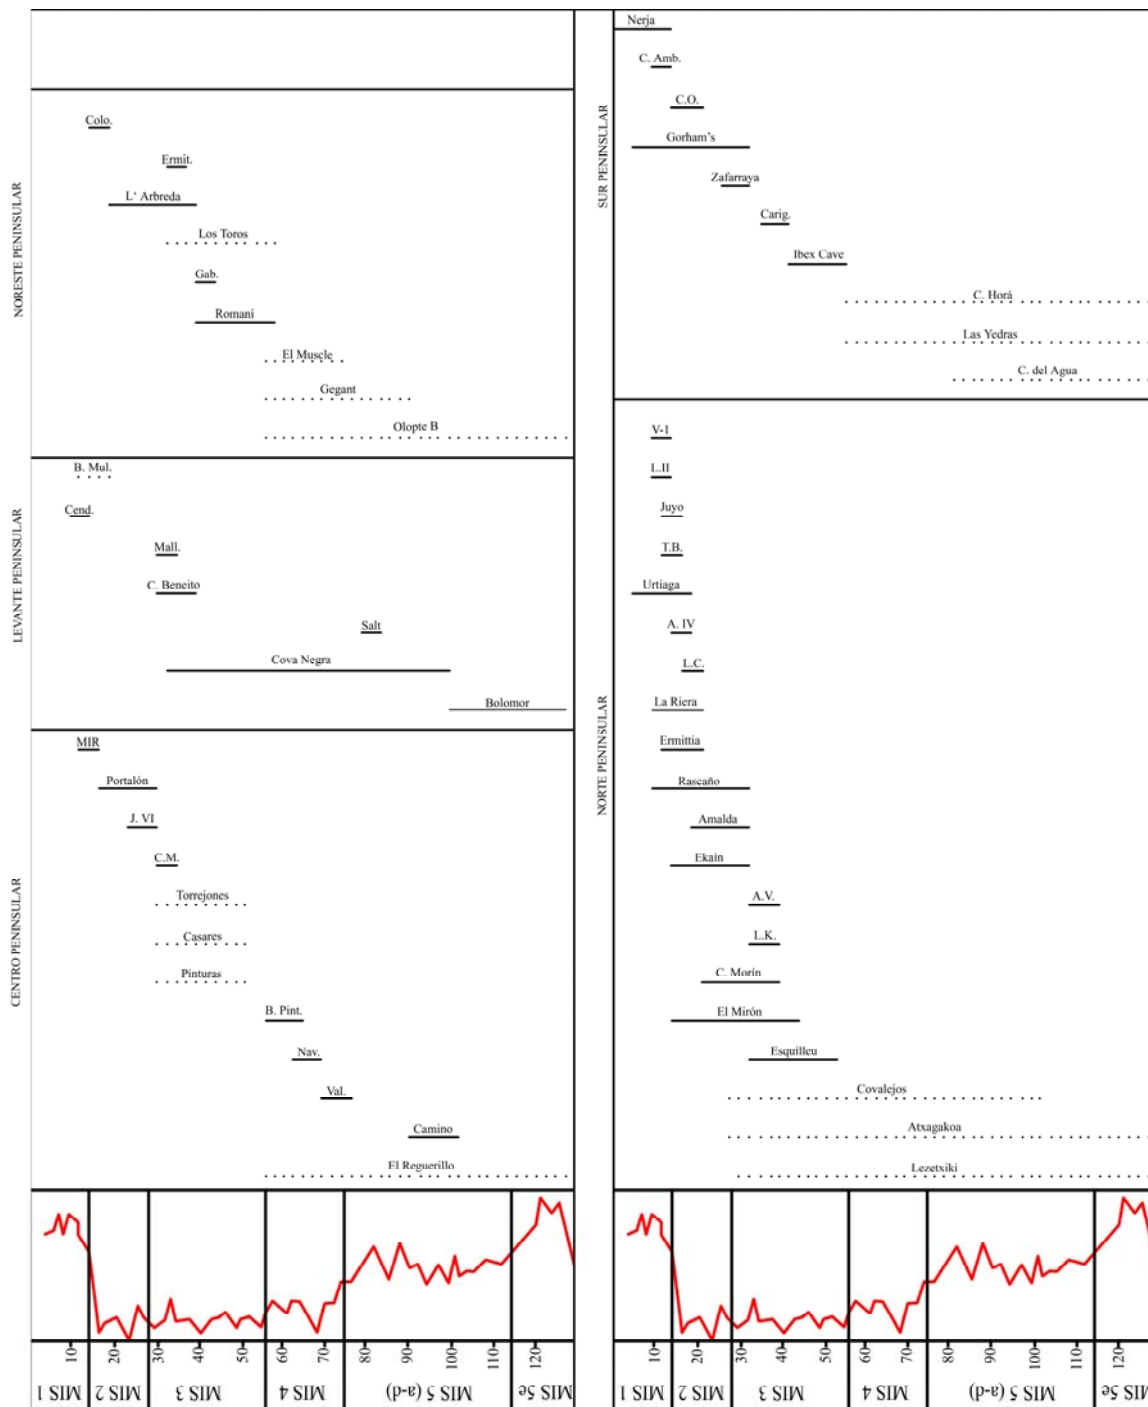 NORESTE PENINSULAR
Colo.
Ermit.
L' Arbreda
Los Toros
Gab.
Romaní
El Muscle
Gegant
Olopte B
LEVANTE PENINSULAR
B. Mul.
Cend.
Mall.
C. Beneito
Salt
Cova Negra
Bolomor
CENTRO PENINSULAR
MIR
Portalón
J. VI
C.M.
Torrejones
Casares
Pinturas
B. Pint.
Nav.
Val.
Camino
El Reguerillo
10 20 30 40 60 70 80 90 100 110 120
MIS 1 MIS 2 MIS 3 MIS 4 MIS 5 (a-d) MIS 5e
SUR PENINSULAR
Nerja
C. Amb.
C.O.
Gorham's
Zafarraya
Carig.
Ibex Cave
C. Horá
Las Yedras
C. del Agua
NORTE PENINSULAR
V-1
L.II
Juyo
T.B.
Urtiaga
A. IV
L.C.
La Riera
Ermittia
Rascaño
Amalda
Ekain
A.V.
L.K.
C. Morín
El Mirón
Esquilleu
Covalejos
Atxagakoa
Lezetxiki
10 20 30 40 60 70 80 90 100 110 120
MIS 1 MIS 2 MIS 3 MIS 4 MIS 5 (a-d) MIS 5e